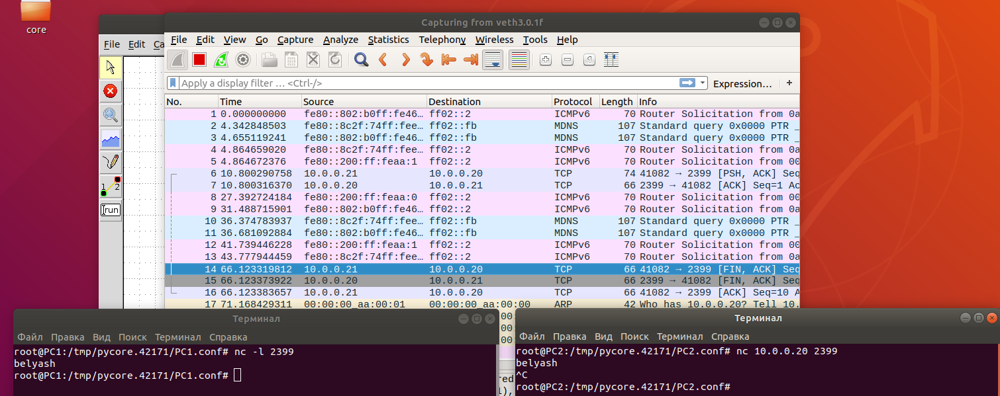 core
Capturing from veth3.0.1f
File Edit Ca
File Edit View Go Capture Analyze Statistics Telephony Wireless Tools Help
Apply a display filter … <Ctrl-/>
Expression…
+
No. Time Source Destination Protocol Length Info
1 0.000000000 fe80::802:b0ff:fe46… ff02::2 ICMPv6 70 Router Solicitation from 0a
2 4.342848503 fe80::8c2f:74ff:fee… ff02::fb MDNS 107 Standard query 0x0000 PTR _
3 4.655119241 fe80::802:b0ff:fe46… ff02::fb MDNS 107 Standard query 0x0000 PTR _
4 4.864659020 fe80::8c2f:74ff:fee… ff02::2 ICMPv6 70 Router Solicitation from 0a
5 4.864672376 fe80::200:ff:feaa:1 ff02::2 ICMPv6 70 Router Solicitation from 00
6 10.800290758 10.0.0.21 10.0.0.20 TCP 74 41082 → 2399 [PSH, ACK] Seq
7 10.800316370 10.0.0.20 10.0.0.21 TCP 66 2399 → 41082 [ACK] Seq=1 Ac
8 27.392724184 fe80::200:ff:feaa:0 ff02::2 ICMPv6 70 Router Solicitation from 00
9 31.488715901 fe80::802:b0ff:fe46… ff02::2 ICMPv6 70 Router Solicitation from 0a
10 36.374783937 fe80::8c2f:74ff:fee… ff02::fb MDNS 107 Standard query 0x0000 PTR _
11 36.681092884 fe80::802:b0ff:fe46… ff02::fb MDNS 107 Standard query 0x0000 PTR _
12 41.739446228 fe80::200:ff:feaa:1 ff02::2 ICMPv6 70 Router Solicitation from 00
13 43.777944459 fe80::8c2f:74ff:fee… ff02::2 ICMPv6 70 Router Solicitation from 0a
14 66.123319812 10.0.0.21 10.0.0.20 TCP 66 41082 → 2399 [FIN, ACK] Seq
15 66.123373922 10.0.0.20 10.0.0.21 TCP 66 2399 → 41082 [FIN, ACK] Seq
16 66.123383657 10.0.0.21 10.0.0.20 TCP 66 41082 → 2399 [ACK] Seq=10 A
17 71.168429311 00:00:00_aa:00:01 00:00:00_aa:00:00 ARP 42 Who has 10.0.0.20? Tell 10.
1 2
run
:00
:00
:00
red
l),
Терминал
Файл Правка Вид Поиск Терминал Справка
root@PC1:/tmp/pycore.42171/PC1.conf# nc -l 2399
belyash
root@PC1:/tmp/pycore.42171/PC1.conf#
Терминал
Файл Правка Вид Поиск Терминал Справка
root@PC2:/tmp/pycore.42171/PC2.conf# nc 10.0.0.20 2399
belyash
^C
root@PC2:/tmp/pycore.42171/PC2.conf#